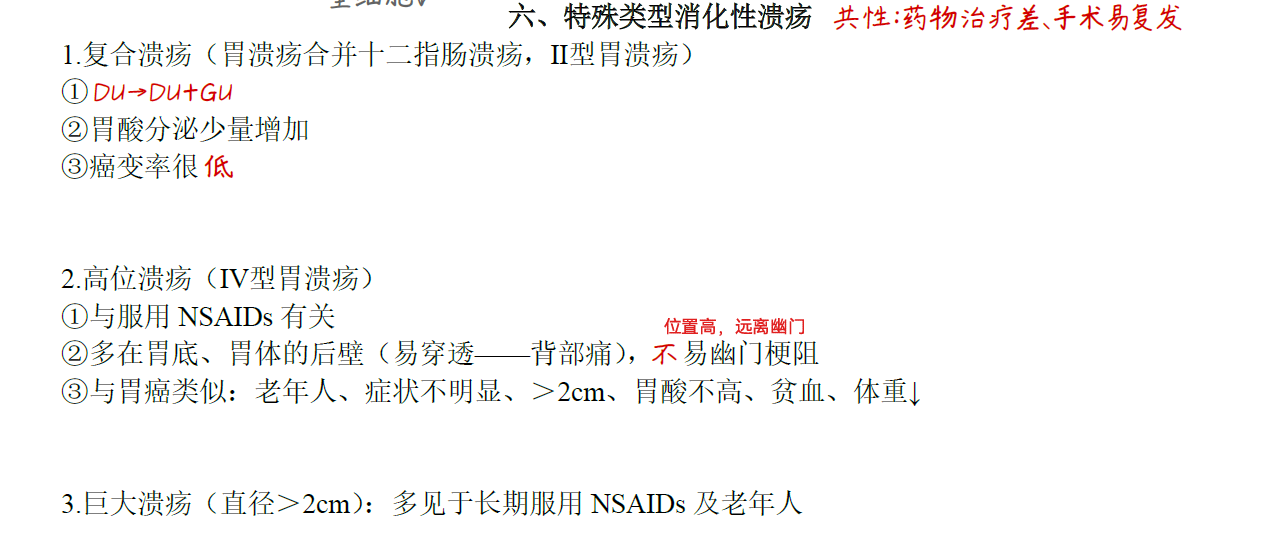 六、特殊类型消化性溃疡 共性:药物治疗差、手术易复发
1.复合溃疡（胃溃疡合并十二指肠溃疡，II型胃溃疡）
①DU→DU+GU
②胃酸分泌少量增加
③癌变率很低
2.高位溃疡（IV型胃溃疡）
①与服用 NSAIDs 有关
位置高，远离幽门
②多在胃底、胃体的后壁（易穿透——背部痛），不易幽门梗阻
③与胃癌类似：老年人、症状不明显、＞2cm、胃酸不高、贫血、体重↓
3.巨大溃疡（直径＞2cm）：多见于长期服用 NSAIDs 及老年人